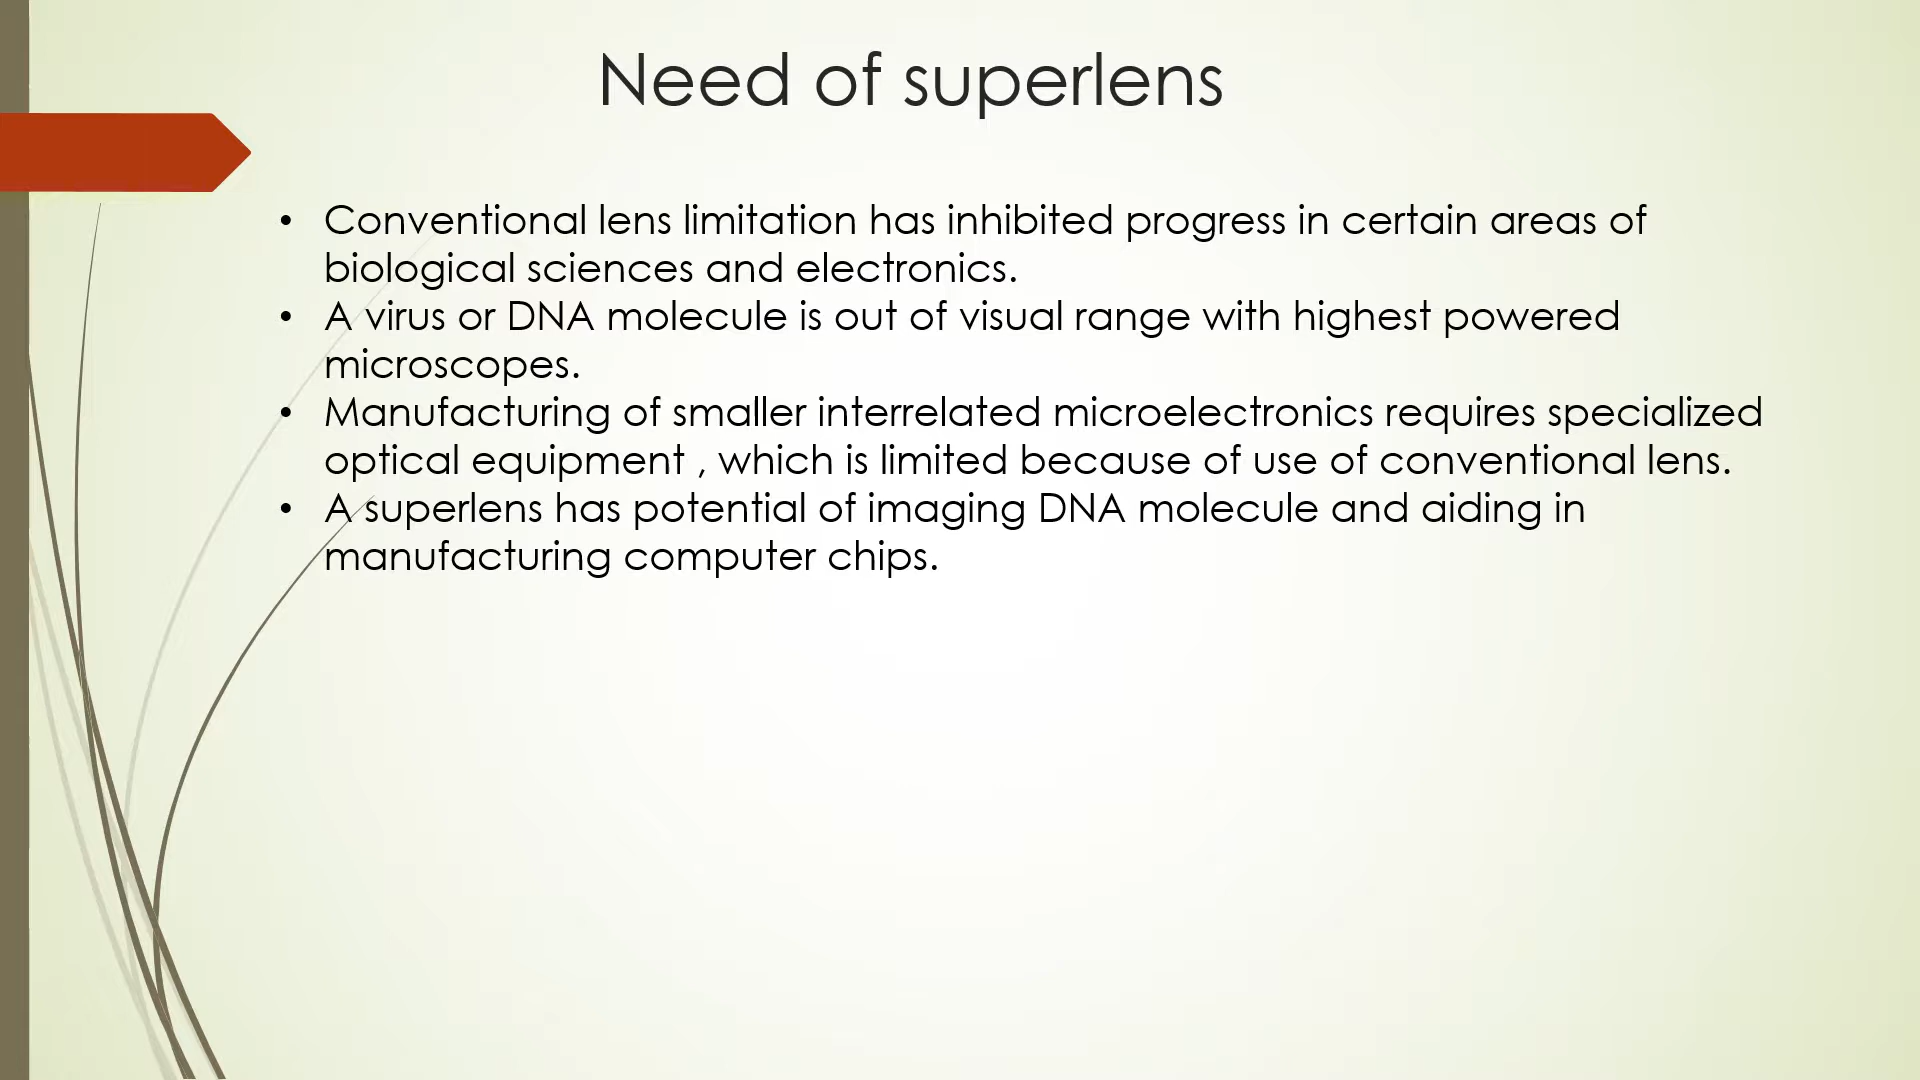 Need of superlens
• Conventional lens limitation has inhibited progress in certain areas of
biological sciences and electronics.
• A virus or DNA molecule is out of visual range with highest powered
microscopes.
• Manufacturing of smaller interrelated microelectronics requires specialized
optical equipment , which is limited because of use of conventional lens.
• A superlens has potential of imaging DNA molecule and aiding in
manufacturing computer chips.